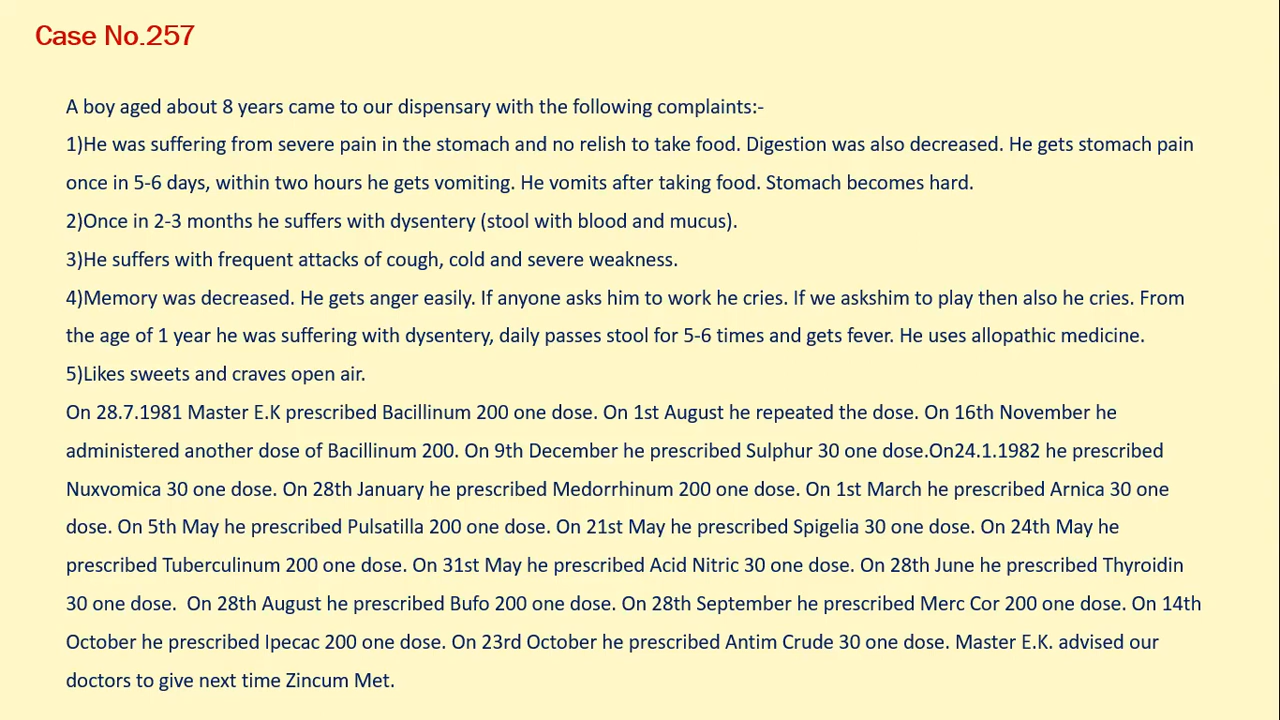 Case No.257
A boy aged about 8 years came to our dispensary with the following complaints:-
1)He was suffering from severe pain in the stomach and no relish to take food. Digestion was also decreased. He gets stomach pain
once in 5-6 days, within two hours he gets vomiting. He vomits after taking food. Stomach becomes hard.
2)Once in 2-3 months he suffers with dysentery (stool with blood and mucus).
3)He suffers with frequent attacks of cough, cold and severe weakness.
4)Memory was decreased. He gets anger easily. If anyone asks him to work he cries. If we askshim to play then also he cries. From
the age of 1 year he was suffering with dysentery, daily passes stool for 5-6 times and gets fever. He uses allopathic medicine.
5)Likes sweets and craves open air.
On 28.7.1981 Master E.K prescribed Bacillinum 200 one dose. On 1st August he repeated the dose. On 16th November he
administered another dose of Bacillinum 200. On 9th December he prescribed Sulphur 30 one dose.On24.1.1982 he prescribed
Nuxvomica 30 one dose. On 28th January he prescribed Medorrhinum 200 one dose. On 1st March he prescribed Arnica 30 one
dose. On 5th May he prescribed Pulsatilla 200 one dose. On 21st May he prescribed Spigelia 30 one dose. On 24th May he
prescribed Tuberculinum 200 one dose. On 31st May he prescribed Acid Nitric 30 one dose. On 28th June he prescribed Thyroidin
30 one dose.  On 28th August he prescribed Bufo 200 one dose. On 28th September he prescribed Merc Cor 200 one dose. On 14th
October he prescribed Ipecac 200 one dose. On 23rd October he prescribed Antim Crude 30 one dose. Master E.K. advised our
doctors to give next time Zincum Met.